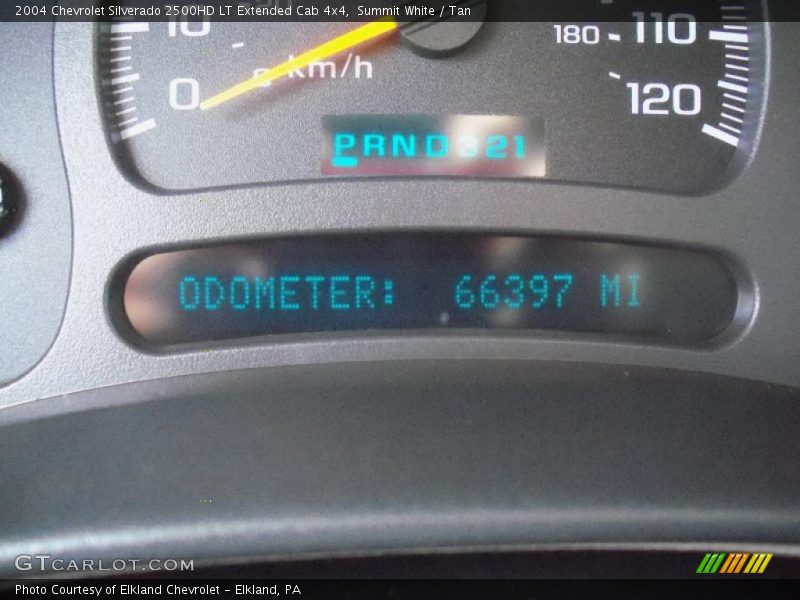 2004 Chevrolet Silverado 2500HD LT Extended Cab 4x4, Summit White / Tan
10 180 110
0 km/h 120
PRND321
ODOMETER: 66397 MI
GTCARLOT.COM
Photo Courtesy of Elkland Chevrolet – Elkland, PA